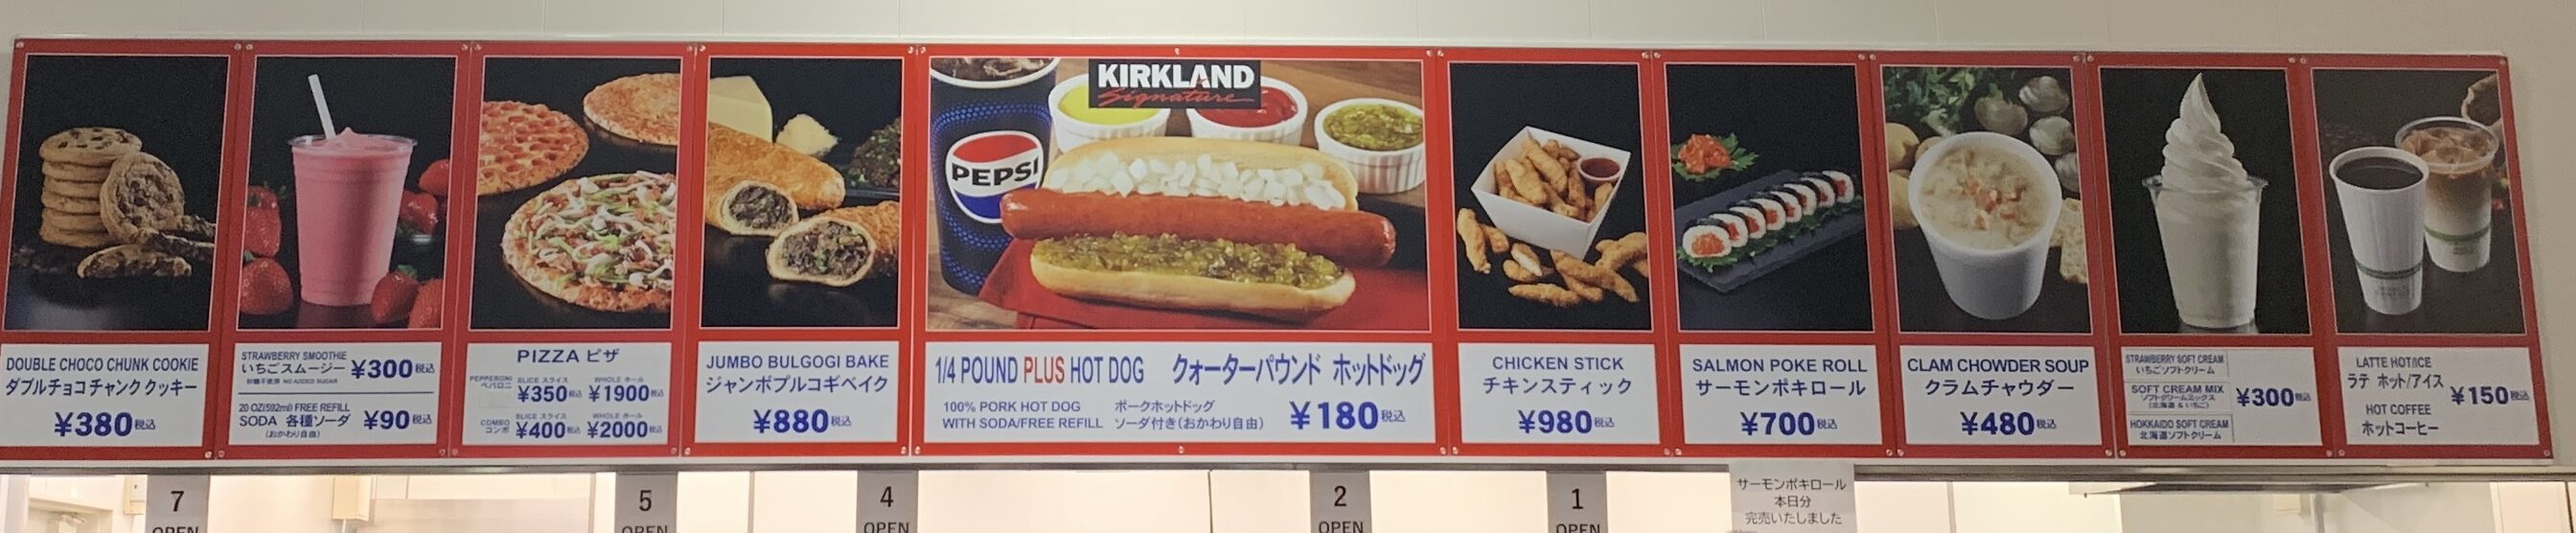 DOUBLE CHOCO CHUNK COOKIE
ダブルチョコチャンク クッキー
¥380税込
STRAWBERRY SMOOTHIE
いちごスムージー ¥300税込
砂糖不使用 NO ADDED SUGAR
20 OZ(592ml) FREE REFILL
SODA 各種ソーダ ¥90税込
(おかわり自由)
PIZZA ピザ
PEPPERONI
ペパロニ
SLICE スライス WHOLE ホール
¥350税込 ¥1900税込
COMBO
コンボ
SLICE スライス WHOLE ホール
¥400税込 ¥2000税込
JUMBO BULGOGI BAKE
ジャンボプルコギベイク
¥880税込
KIRKLAND
Signature
PEPSI
1/4 POUND PLUS HOT DOG クォーターパウンド ホットドッグ
100% PORK HOT DOG ポークホットドッグ
WITH SODA/FREE REFILL ソーダ付き(おかわり自由)
¥180税込
CHICKEN STICK
チキンスティック
¥980税込
SALMON POKE ROLL
サーモンポキロール
¥700税込
CLAM CHOWDER SOUP
クラムチャウダー
¥480税込
STRAWBERRY SOFT CREAM
いちごソフトクリーム
SOFT CREAM MIX
ソフトクリームミックス
(北海道 & いちご)
¥300税込
HOKKAIDO SOFT CREAM
北海道ソフトクリーム
LATTE HOT/ICE
ラテ ホット/アイス
¥150税込
HOT COFFEE
ホットコーヒー
7
OPEN
5
OPEN
4
OPEN
2
OPEN
1
OPEN
サーモンポキロール
本日分
完売いたしました